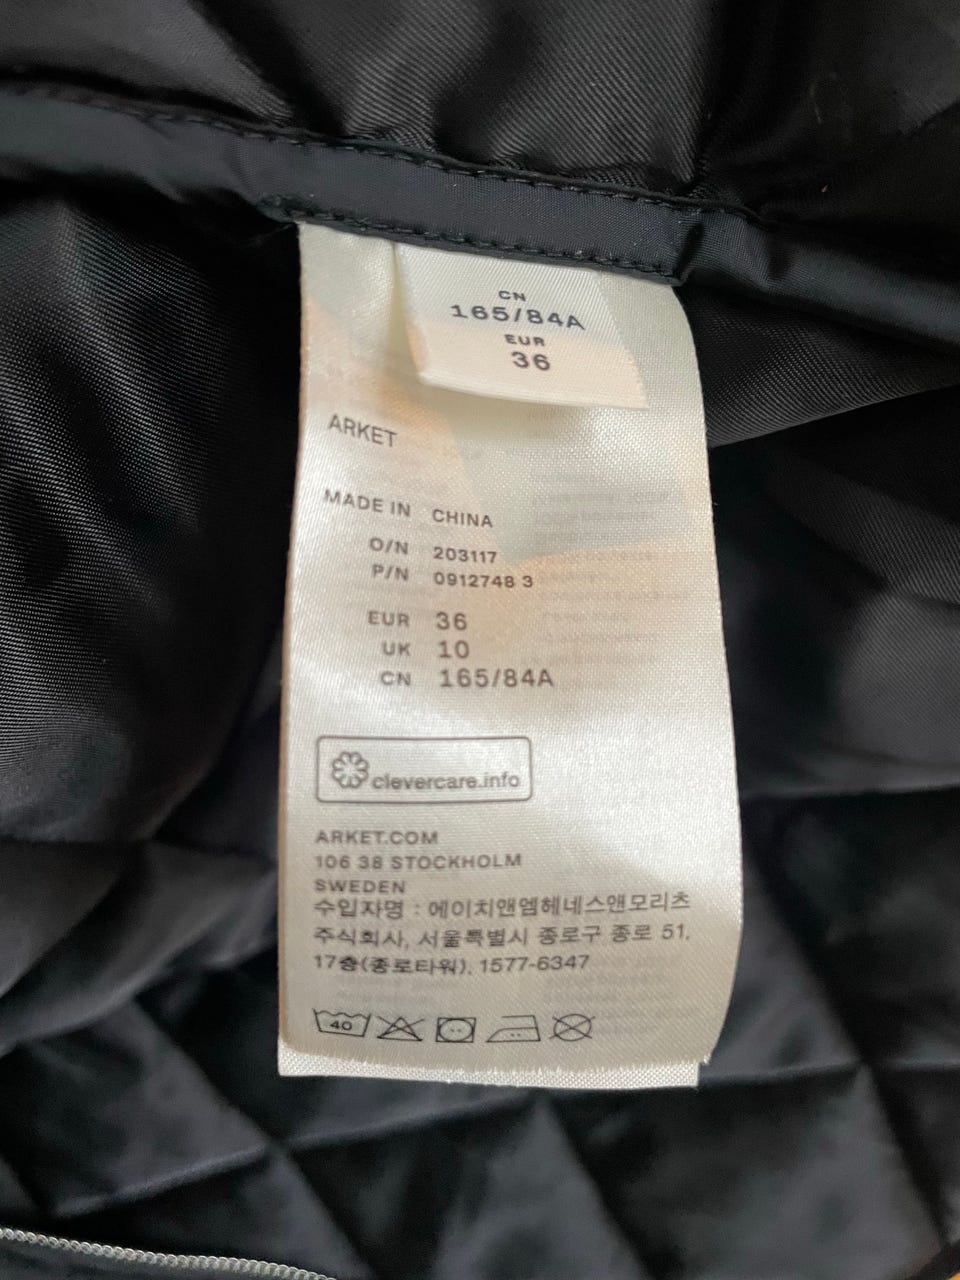 CN
165/84A
EUR
36
ARKET
MADE IN CHINA
O/N 203117
P/N 0912748 3
EUR 36
UK 10
CN 165/84A
clevercare.info
ARKET.COM
106 38 STOCKHOLM
SWEDEN
수입자명 : 에이치앤엠헤네스앤모리츠
주식회사, 서울특별시 종로구 종로 51,
17층(종로타워), 1577-6347
40